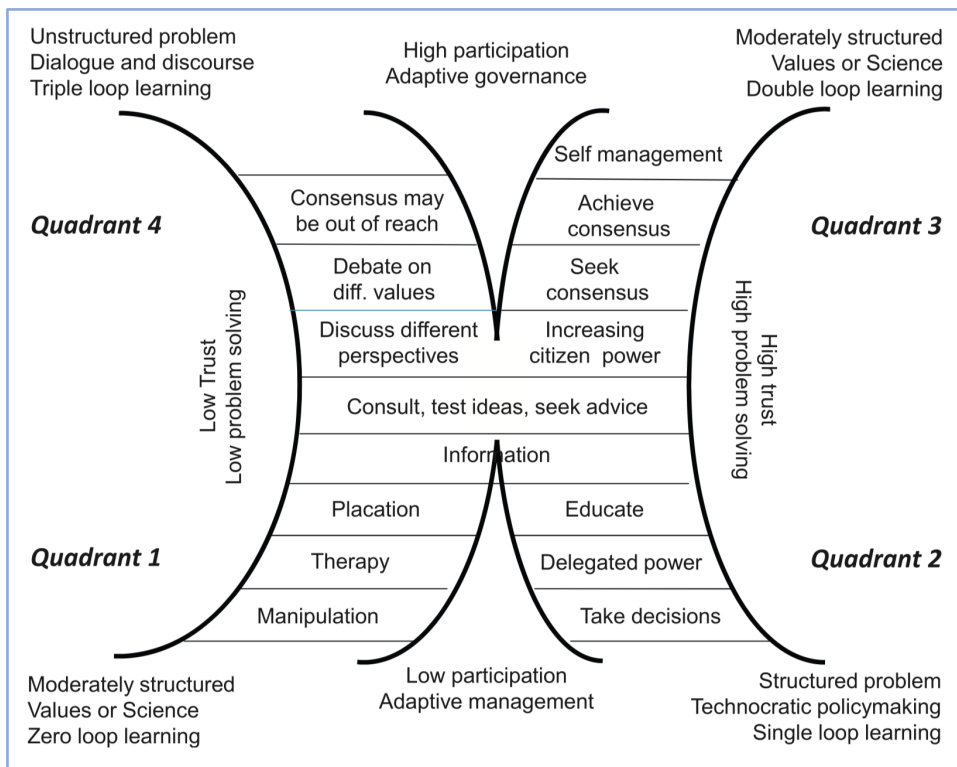 Unstructured problem
Dialogue and discourse
Triple loop learning
High participation
Adaptive governance
Moderately structured
Values or Science
Double loop learning
Quadrant 4
Quadrant 3
Self management
Consensus may
be out of reach
Achieve
consensus
Debate on
diff. values
Seek
consensus
Discuss different
perspectives
Increasing
citizen power
Low Trust
Low problem solving
High trust
High problem solving
Consult, test ideas, seek advice
Information
Placation
Educate
Quadrant 1
Quadrant 2
Therapy
Delegated power
Manipulation
Take decisions
Moderately structured
Values or Science
Zero loop learning
Low participation
Adaptive management
Structured problem
Technocratic policymaking
Single loop learning